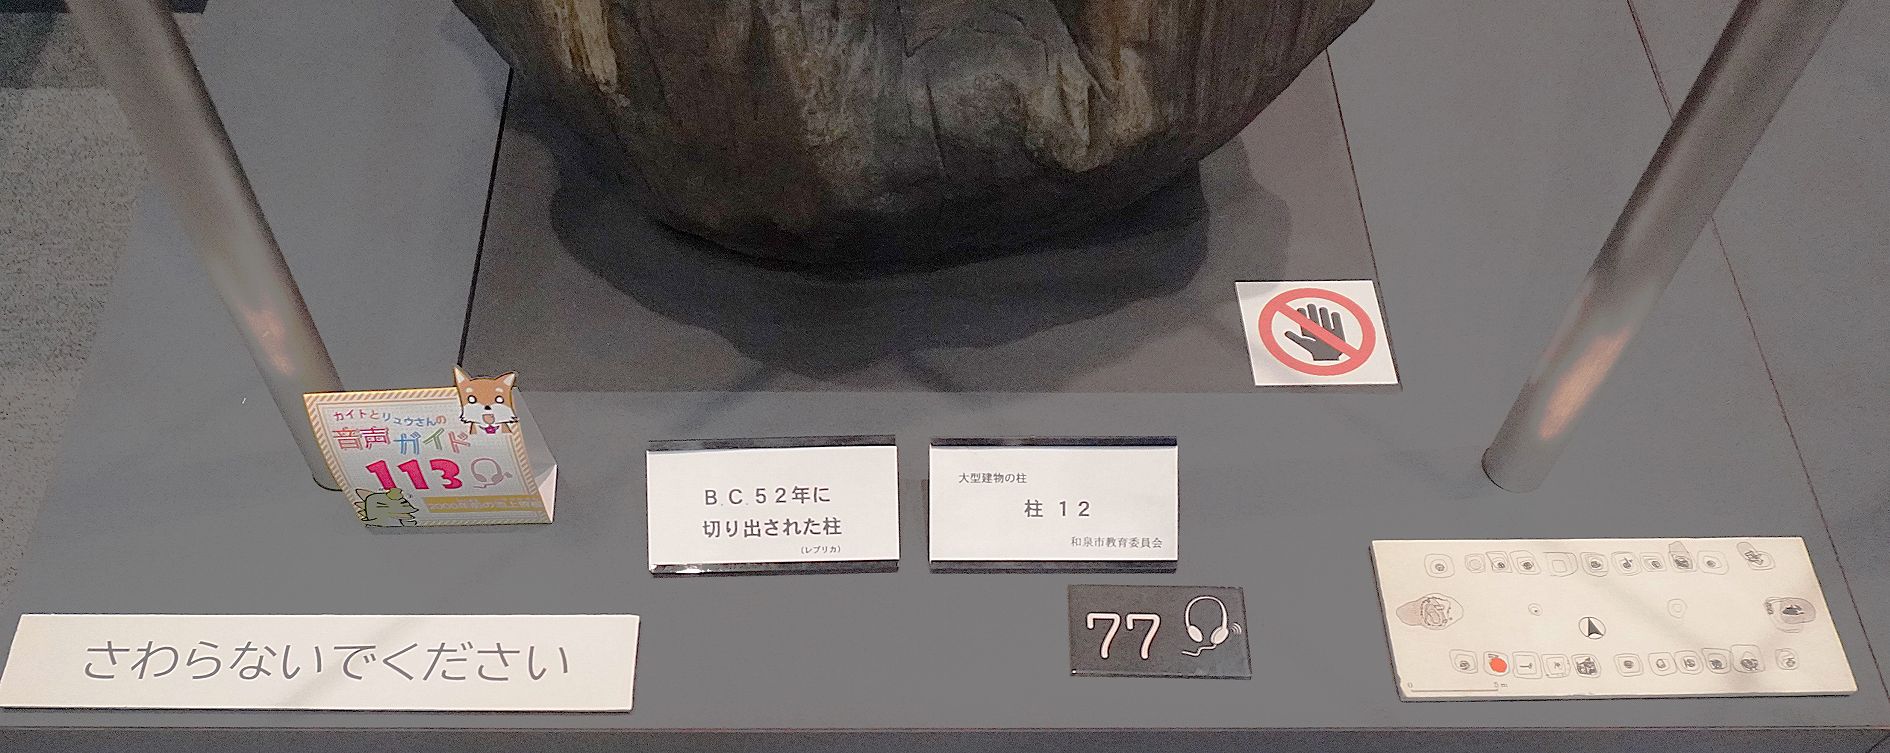 カイトとリュウさんの
音声ガイド
113
B.C.52年に
切り出された柱
(レプリカ)
大型建物の柱
柱 12
和泉市教育委員会
77
さわらないでください